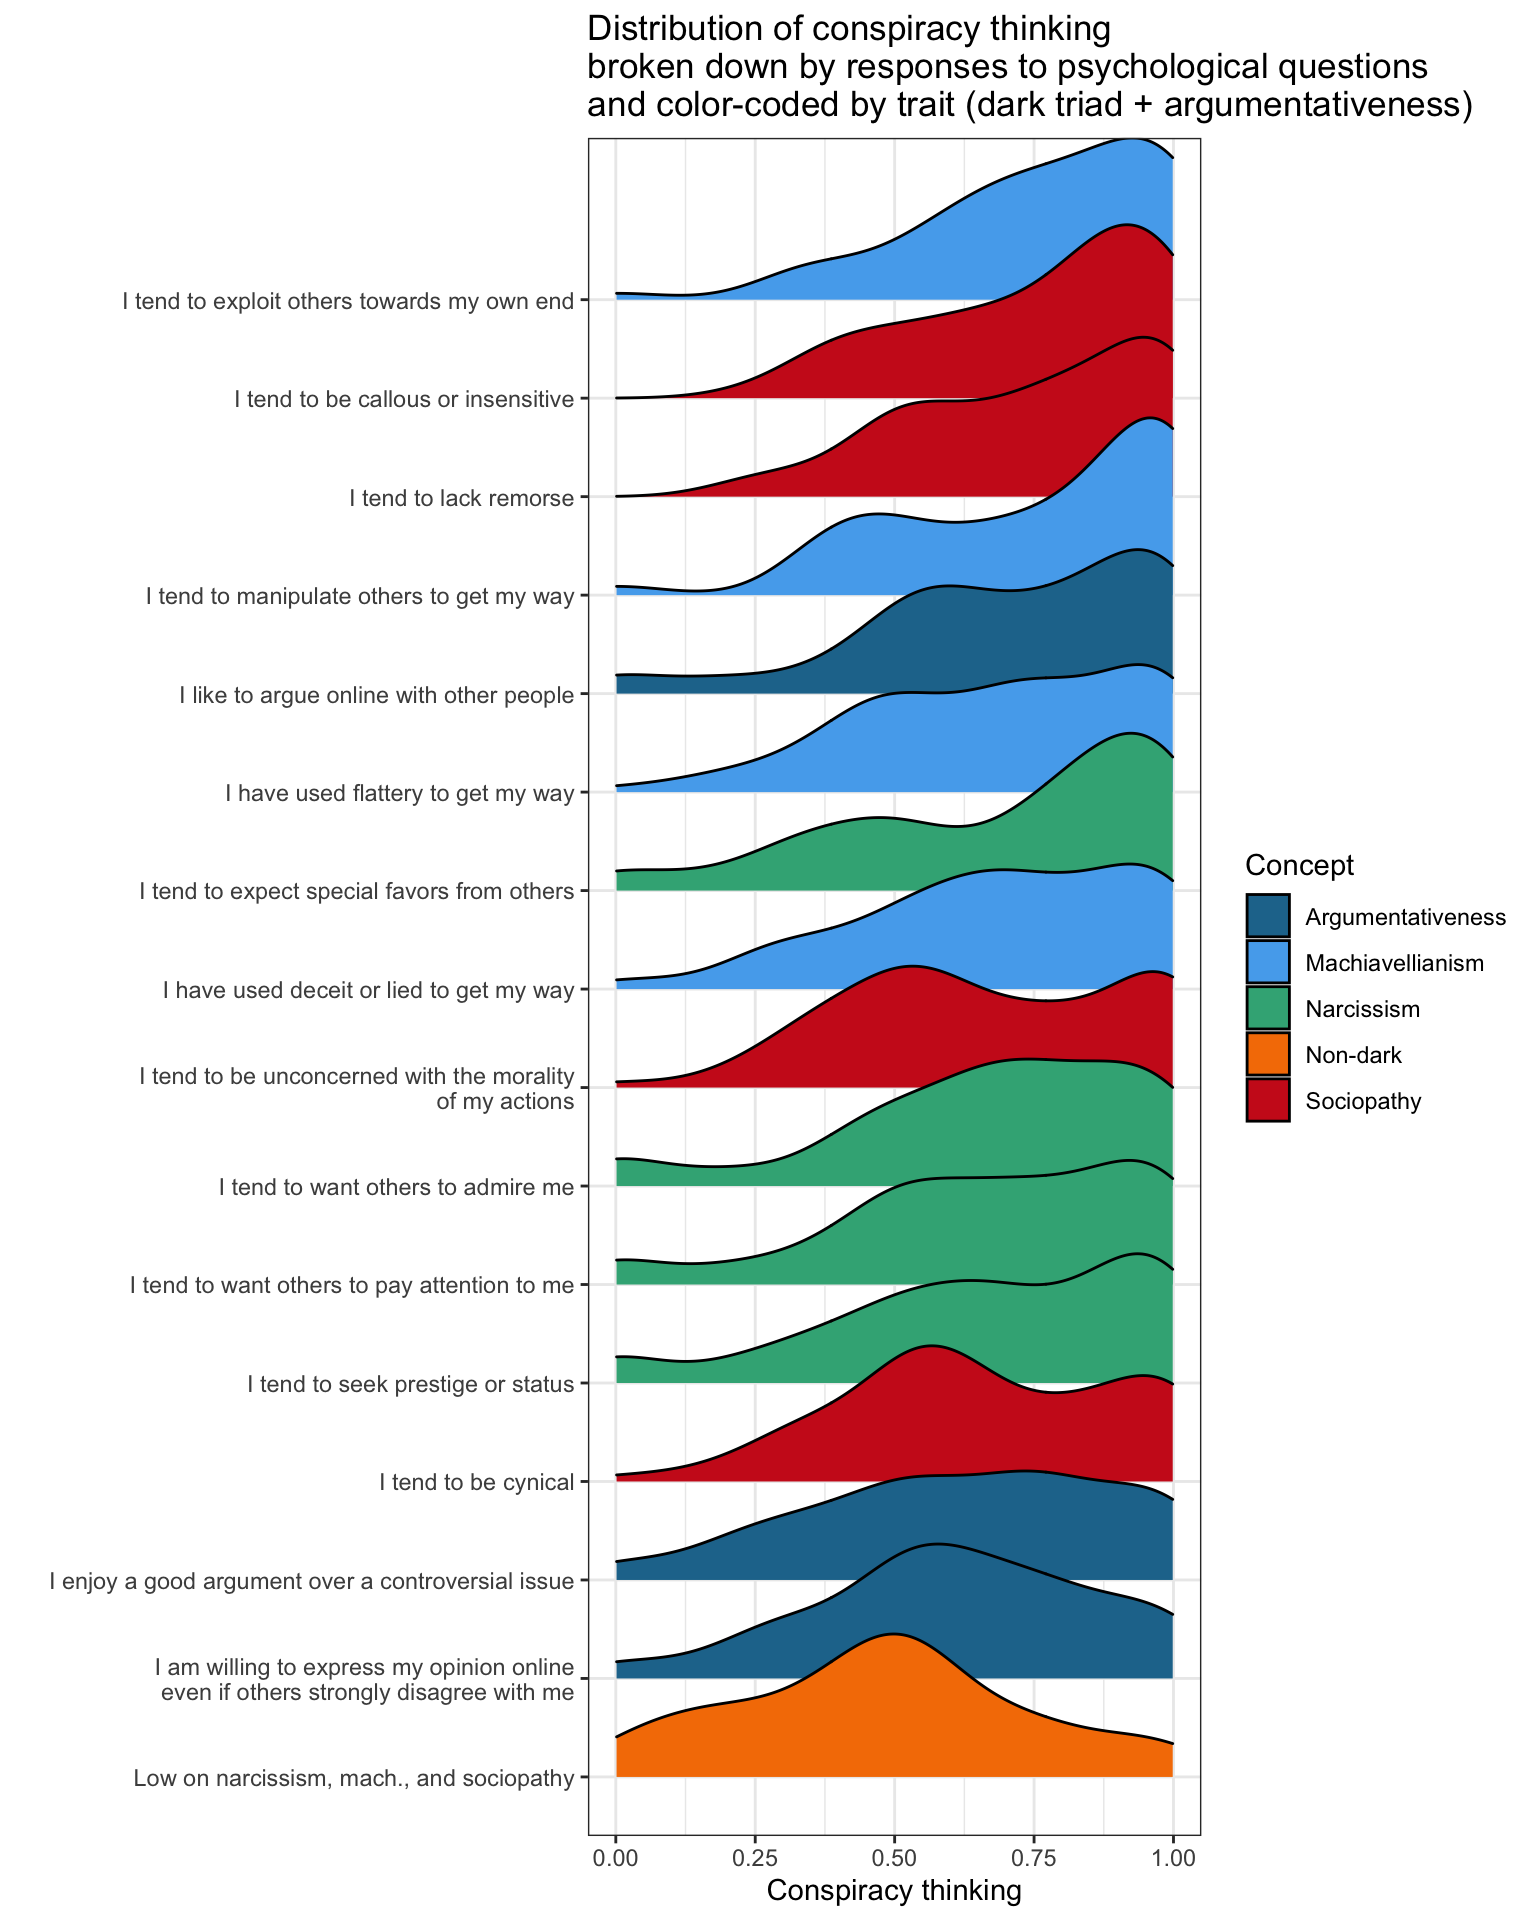 Distribution of conspiracy thinking
broken down by responses to psychological questions
and color-coded by trait (dark triad + argumentativeness)
I tend to exploit others towards my own end
I tend to be callous or insensitive
I tend to lack remorse
I tend to manipulate others to get my way
I like to argue online with other people
I have used flattery to get my way
I tend to expect special favors from others
I have used deceit or lied to get my way
I tend to be unconcerned with the morality
of my actions
I tend to want others to admire me
I tend to want others to pay attention to me
I tend to seek prestige or status
I tend to be cynical
I enjoy a good argument over a controversial issue
I am willing to express my opinion online
even if others strongly disagree with me
Low on narcissism, mach., and sociopathy
0.00 0.25 0.50 0.75 1.00
Conspiracy thinking
Concept
Argumentativeness
Machiavellianism
Narcissism
Non-dark
Sociopathy